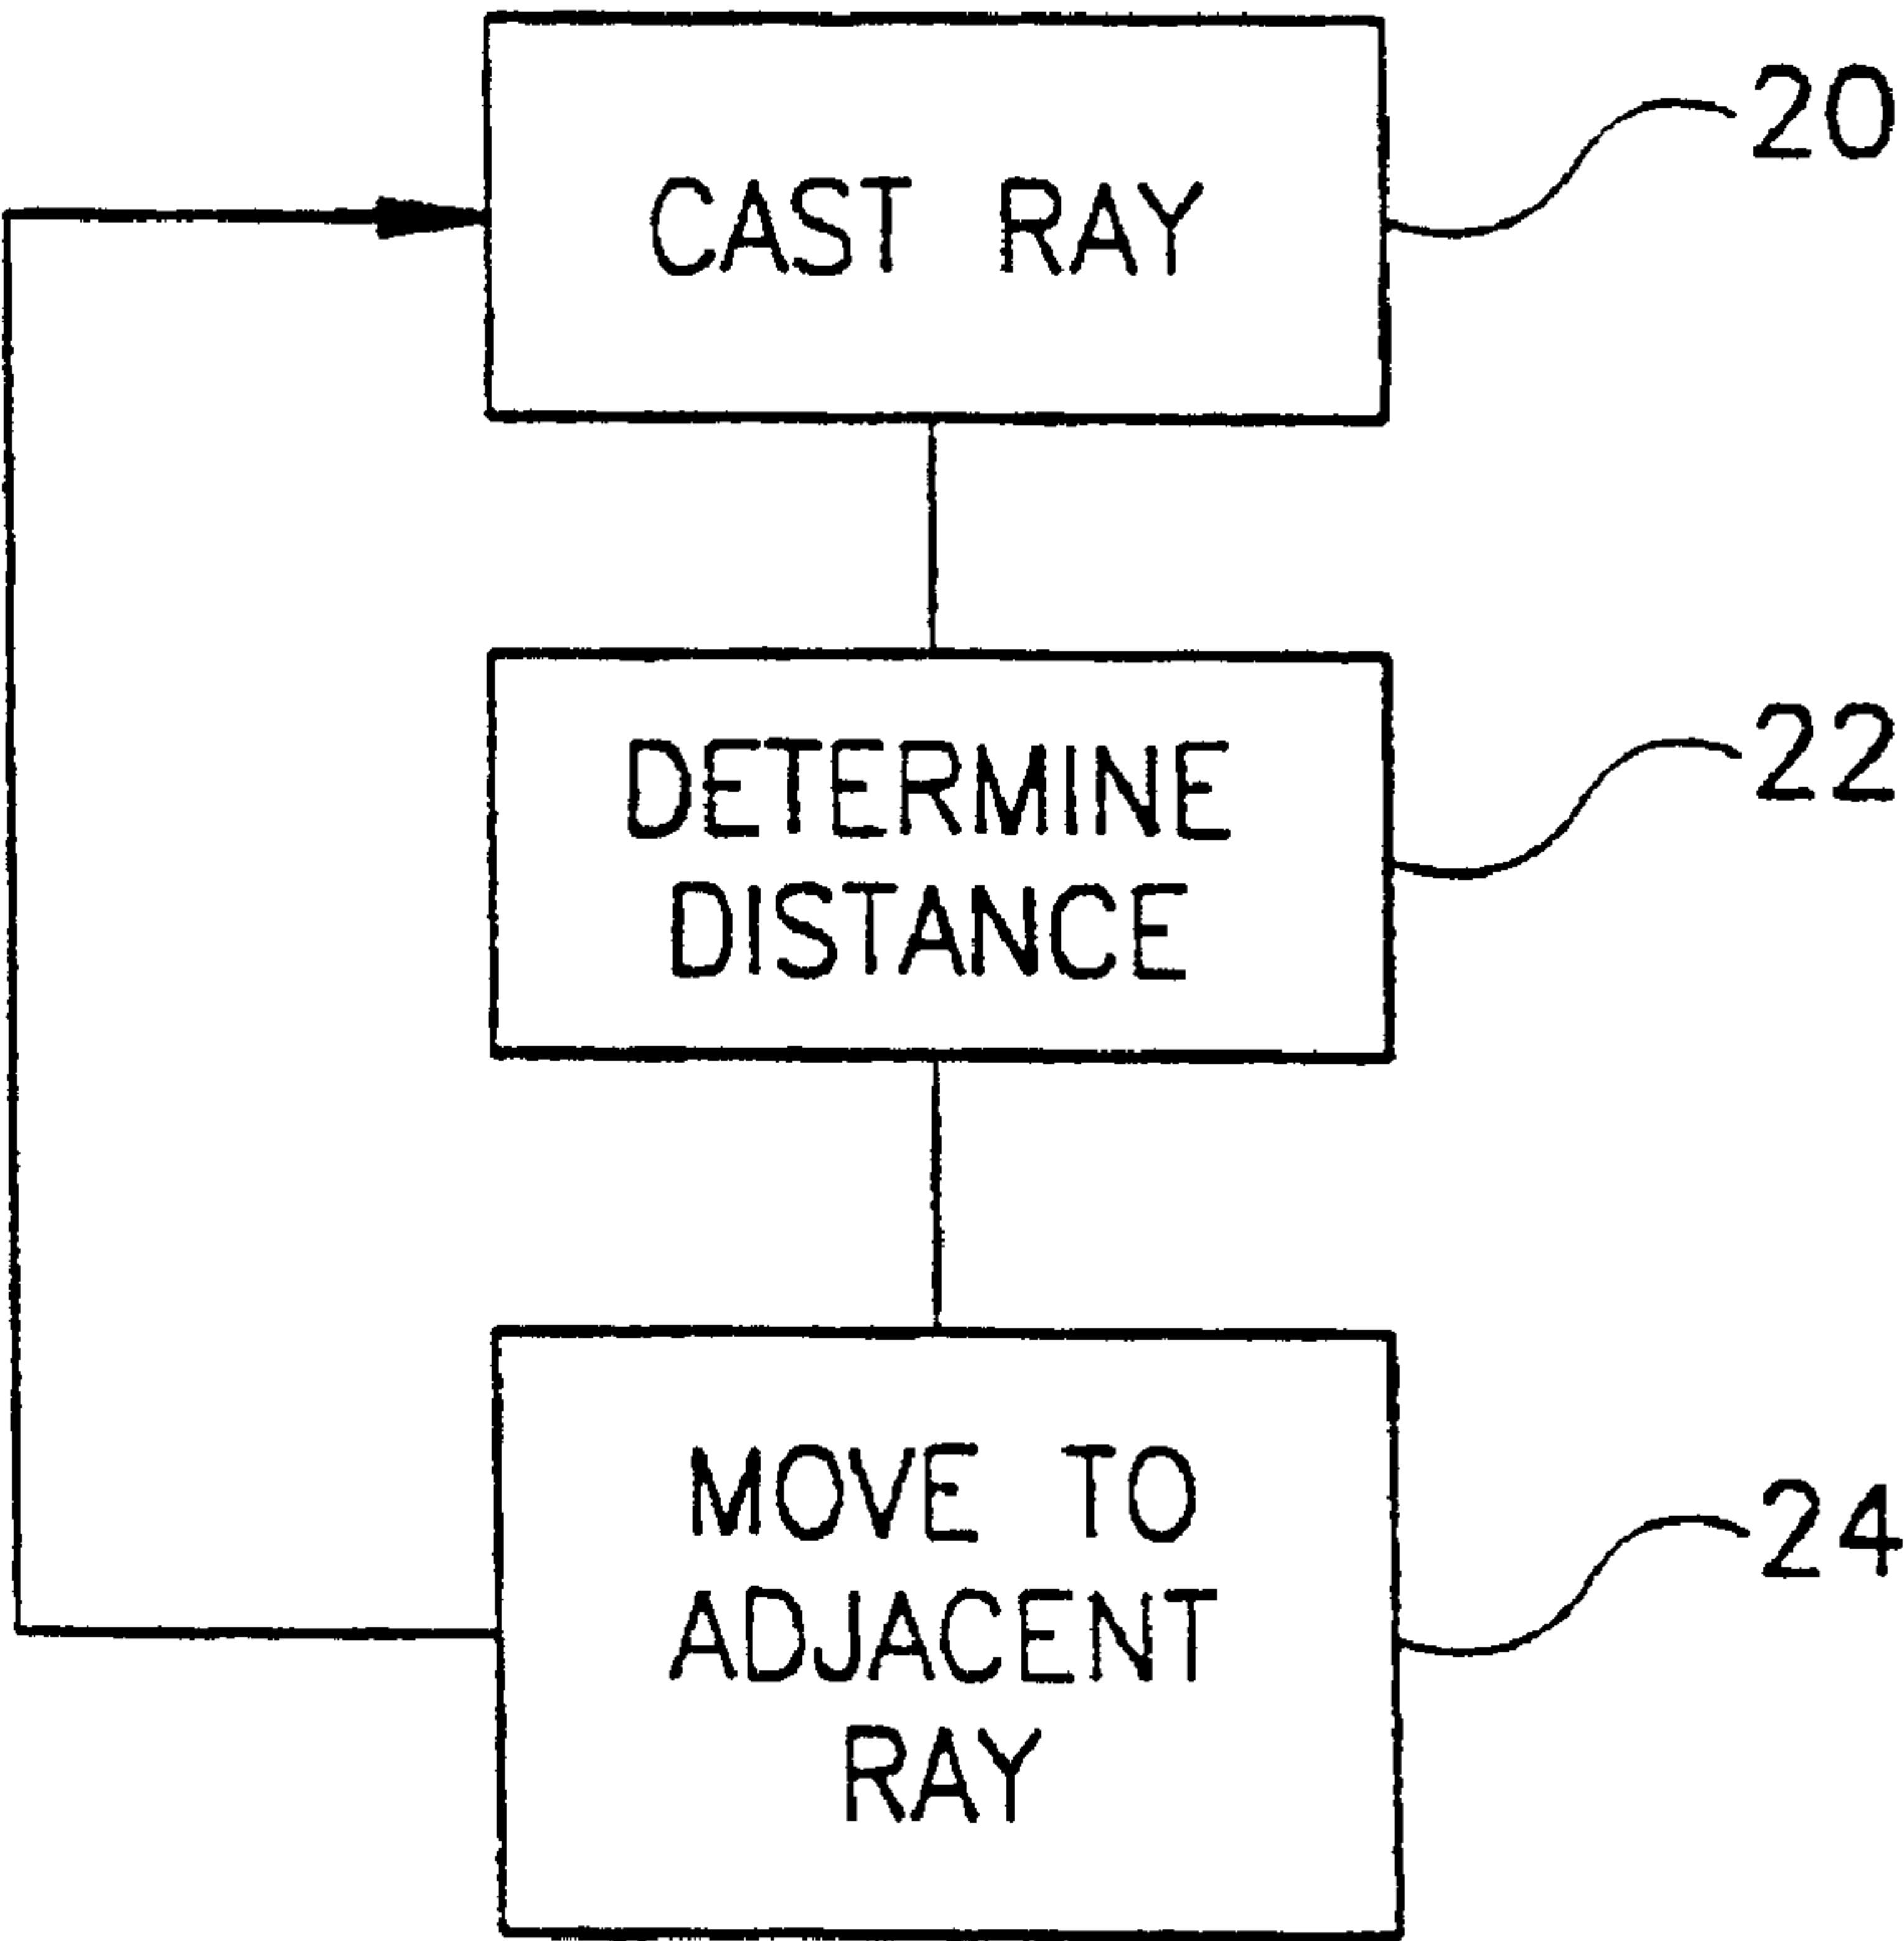 CAST RAY
20
DETERMINE
DISTANCE
22
MOVE TO
ADJACENT
RAY
24